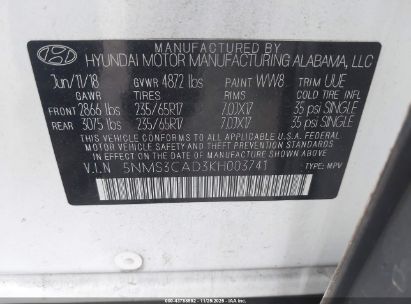 MANUFACTURED BY
HYUNDAI MOTOR MANUFACTURING ALABAMA, LLC
Jun/11/18 GVWR 4872 lbs PAINT WW8 TRIM UUE
GAWR TIRES RIMS COLD TIRE INFL
FRONT 2866 lbs 235/65R17 7.0JX17 35 psi SINGLE
REAR 3075 lbs 235/65R17 7.0JX17 35 psi SINGLE
THIS VEHICLE CONFORMS TO ALL APPLICABLE U.S.A. FEDERAL
MOTOR VEHICLE SAFETY STANDARDS IN EFFECT ON THE DATE
OF MANUFACTURE SHOWN ABOVE.
V.I.N 5NMS3CAD3KH003741 TYPE: MPV